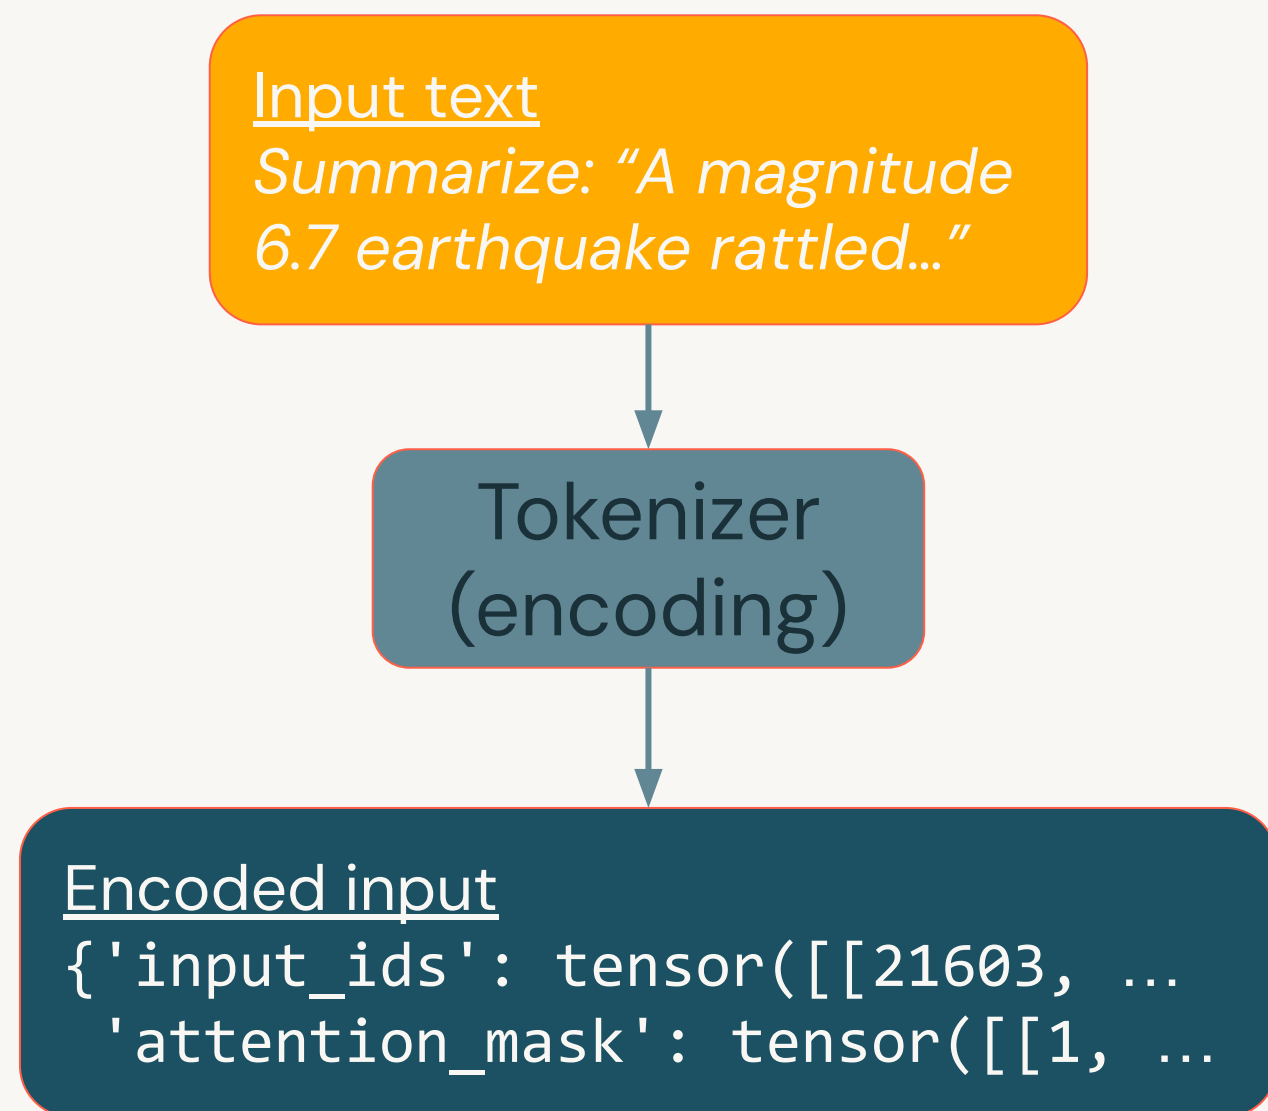 Input text
Summarize: “A magnitude
6.7 earthquake rattled…”
Tokenizer
(encoding)
Encoded input
{'input_ids': tensor([[21603, …
'attention_mask': tensor([[1, …